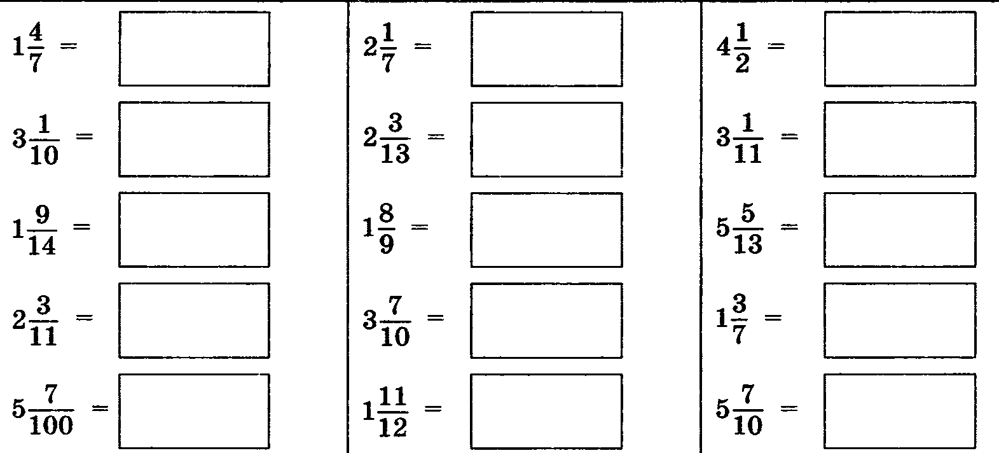 1 4/7 =
3 1/10 =
1 9/14 =
2 3/11 =
5 7/100 =
2 1/7 =
2 3/13 =
1 8/9 =
3 7/10 =
1 11/12 =
4 1/2 =
3 1/11 =
5 5/13 =
1 3/7 =
5 7/10 =